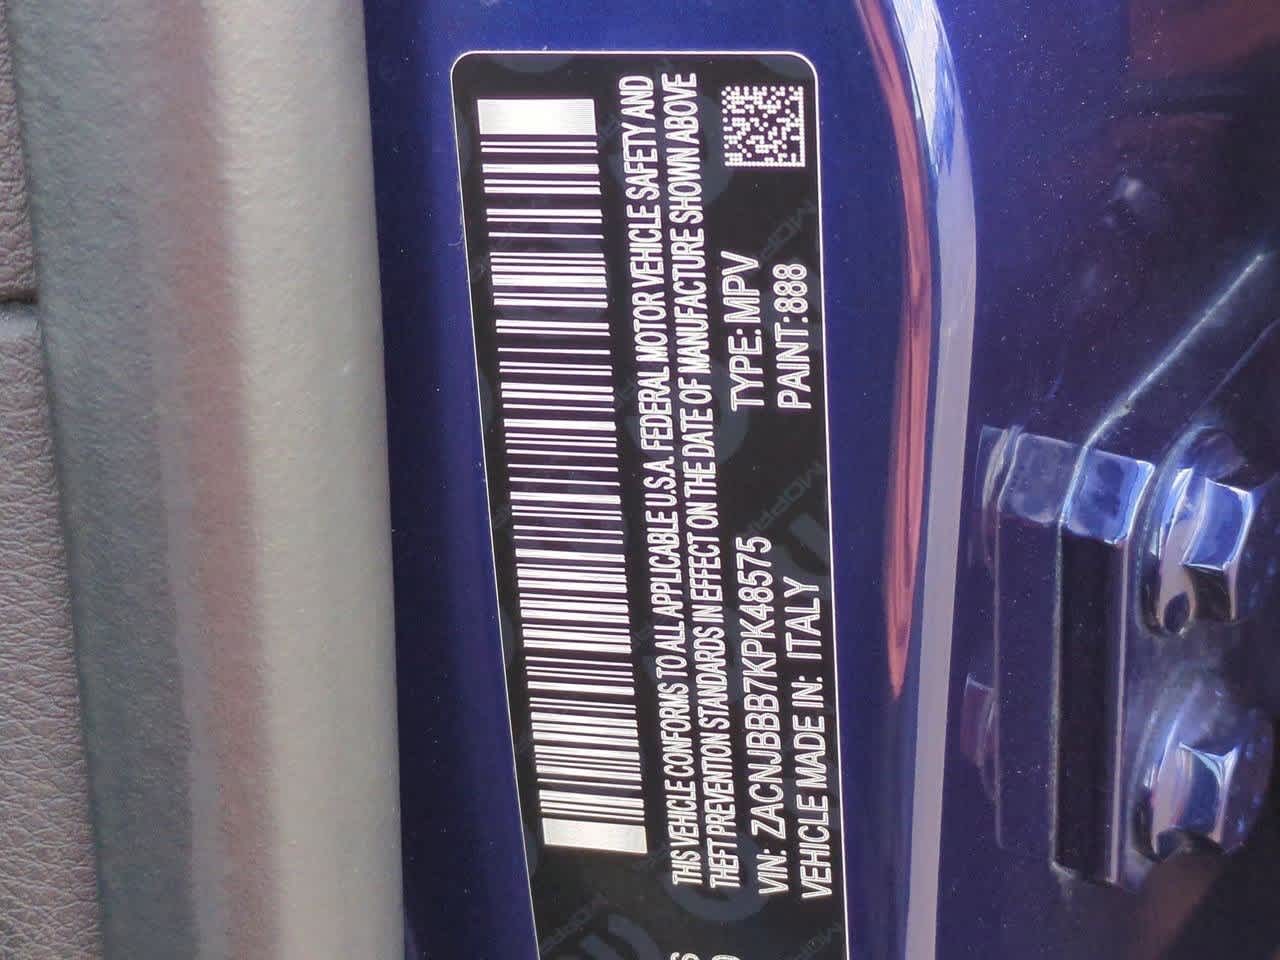 THIS VEHICLE CONFORMS TO ALL APPLICABLE U.S.A. FEDERAL MOTOR VEHICLE SAFETY AND
THEFT PREVENTION STANDARDS IN EFFECT ON THE DATE OF MANUFACTURE SHOWN ABOVE
VIN: ZACNJBBB7KPK48575 TYPE: MPV
VEHICLE MADE IN: ITALY PAINT: 888
MOPAR